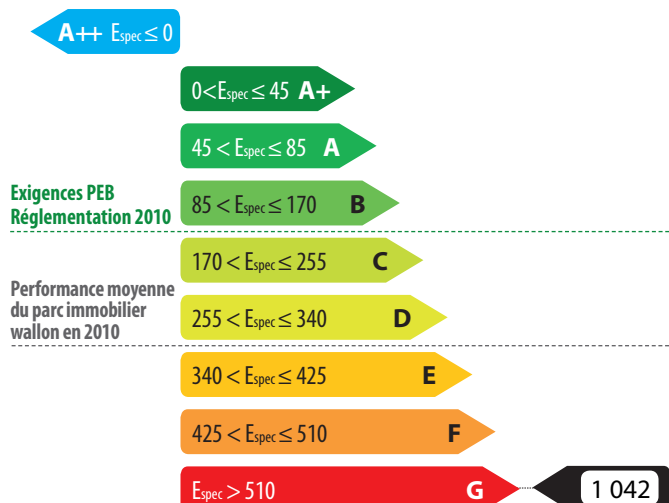 A++ Espec ≤ 0
0<Espec ≤ 45 A+
45 < Espec ≤ 85 A
Exigences PEB
Réglementation 2010
85 < Espec ≤ 170 B
170 < Espec ≤ 255 C
Performance moyenne
du parc immobilier
wallon en 2010
255 < Espec ≤ 340 D
340 < Espec ≤ 425 E
425 < Espec ≤ 510 F
Espec > 510 G 1 042